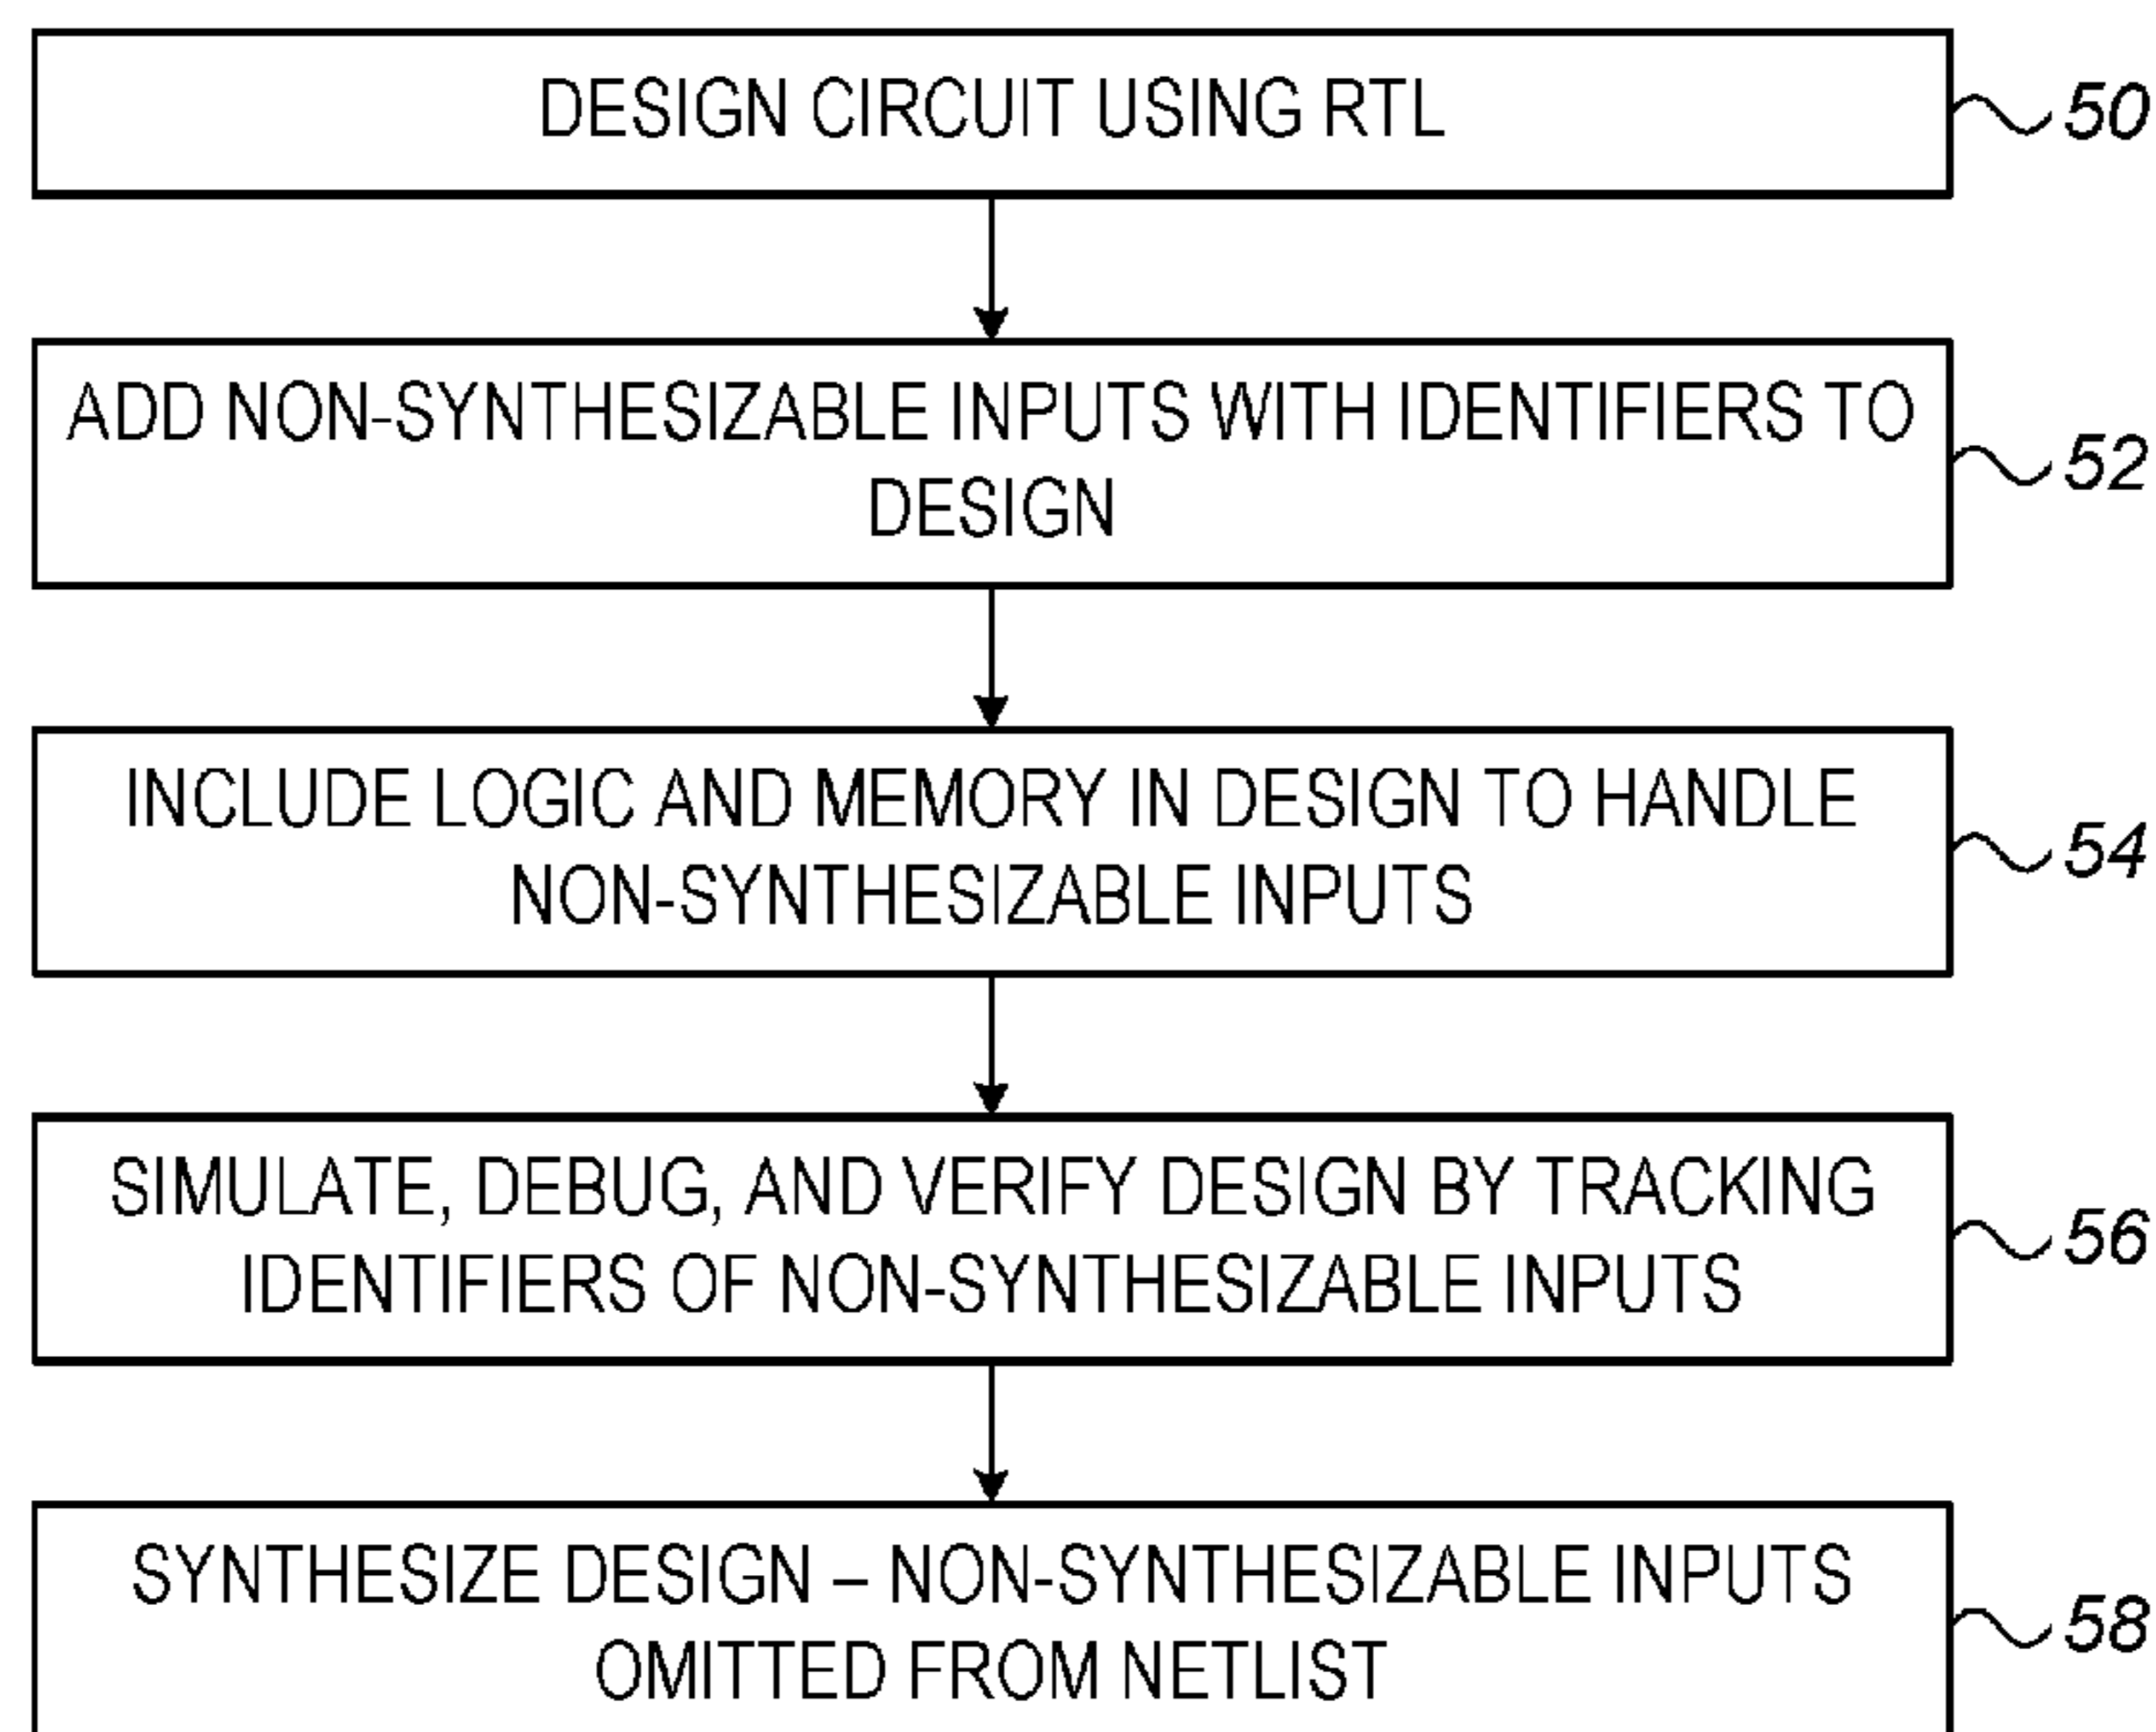 DESIGN CIRCUIT USING RTL
50
ADD NON-SYNTHESIZABLE INPUTS WITH IDENTIFIERS TO
DESIGN
52
INCLUDE LOGIC AND MEMORY IN DESIGN TO HANDLE
NON-SYNTHESIZABLE INPUTS
54
SIMULATE, DEBUG, AND VERIFY DESIGN BY TRACKING
IDENTIFIERS OF NON-SYNTHESIZABLE INPUTS
56
SYNTHESIZE DESIGN – NON-SYNTHESIZABLE INPUTS
OMITTED FROM NETLIST
58